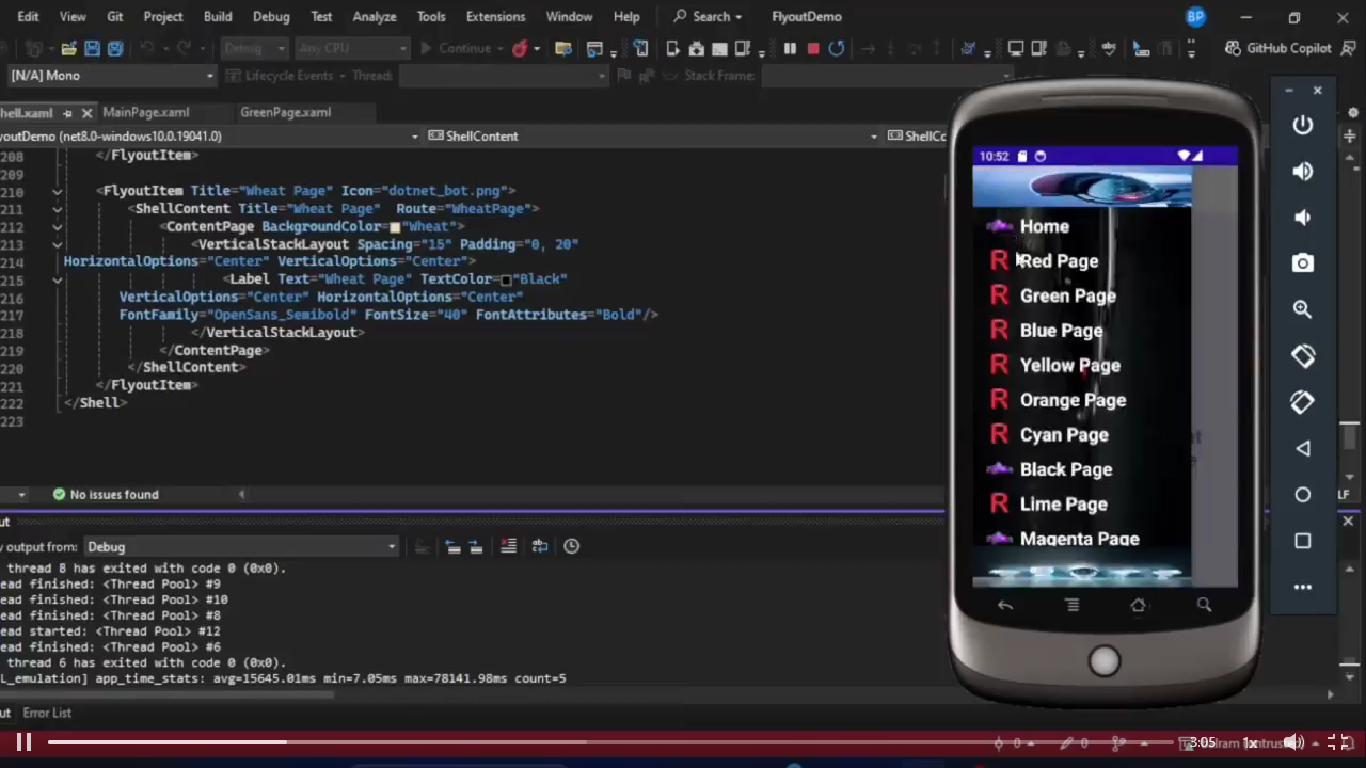 Edit View Git Project Build Debug Test Analyze Tools Extensions Window Help Search FlyoutDemo BP
Debug Any CPU Continue GitHub Copilot
[N/A] Mono Lifecycle Events Thread: Stack Frame:
hell.xaml MainPage.xaml GreenPage.xaml
youtDemo (net8.0-windows10.0.19041.0) ShellContent ShellCo
208 </FlyoutItem>
209
210 <FlyoutItem Title="Wheat Page" Icon="dotnet_bot.png">
211 <ShellContent Title="Wheat Page" Route="WheatPage">
212 <ContentPage BackgroundColor="Wheat">
213 <VerticalStackLayout Spacing="15" Padding="0, 20"
214 HorizontalOptions="Center" VerticalOptions="Center">
215 <Label Text="Wheat Page" TextColor="Black"
216 VerticalOptions="Center" HorizontalOptions="Center"
217 FontFamily="OpenSans_Semibold" FontSize="40" FontAttributes="Bold"/>
218 </VerticalStackLayout>
219 </ContentPage>
220 </ShellContent>
221 </FlyoutItem>
222 </Shell>
223
No issues found LF
ut
y output from: Debug
thread 8 has exited with code 0 (0x0).
ead finished: <Thread Pool> #9
ead finished: <Thread Pool> #10
ead finished: <Thread Pool> #8
ead started: <Thread Pool> #12
ead finished: <Thread Pool> #6
thread 6 has exited with code 0 (0x0).
L_emulation] app_time_stats: avg=15645.01ms min=7.05ms max=78141.98ms count=5
ut Error List
10:52
Home
R Red Page
R Green Page
R Blue Page
R Yellow Page
R Orange Page
R Cyan Page
Black Page
R Lime Page
Magenta Page
0 0 3:05 1x